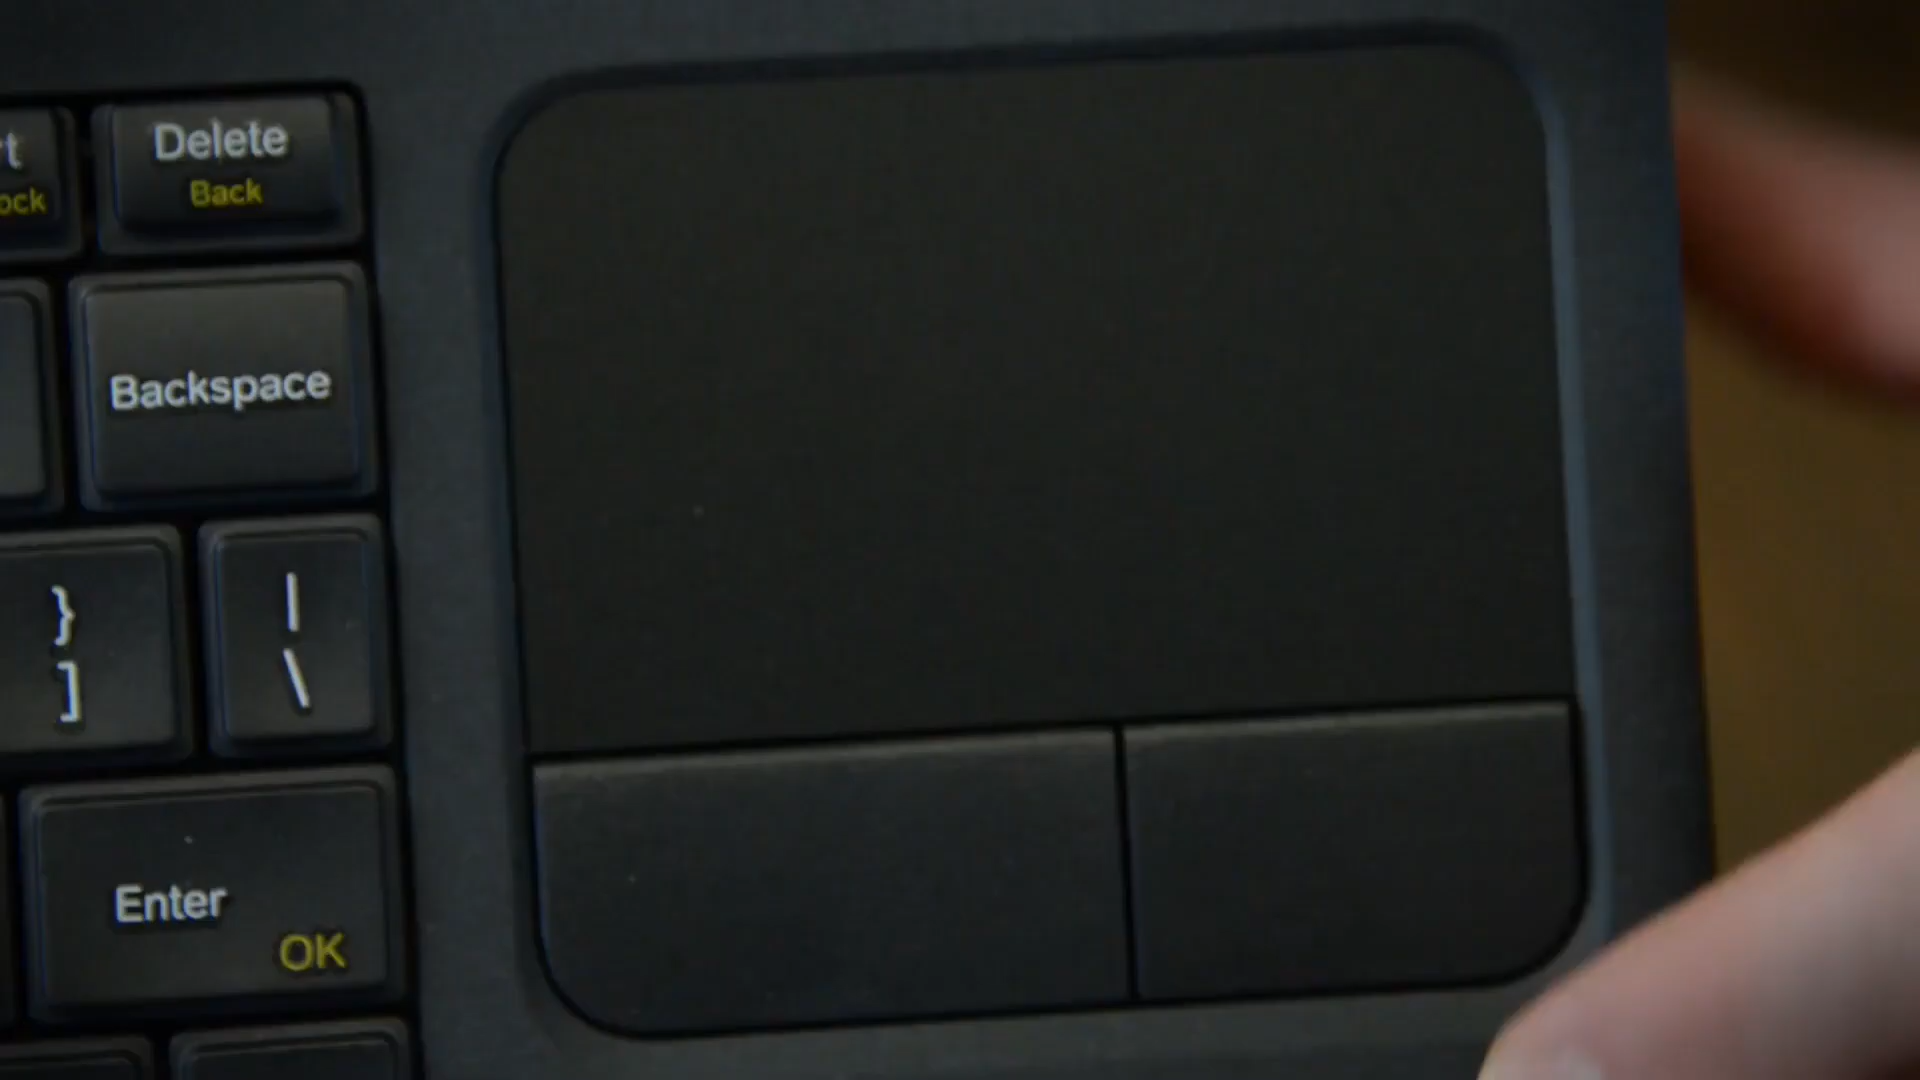 Delete
Back
Backspace
}
]
|
\
Enter
OK